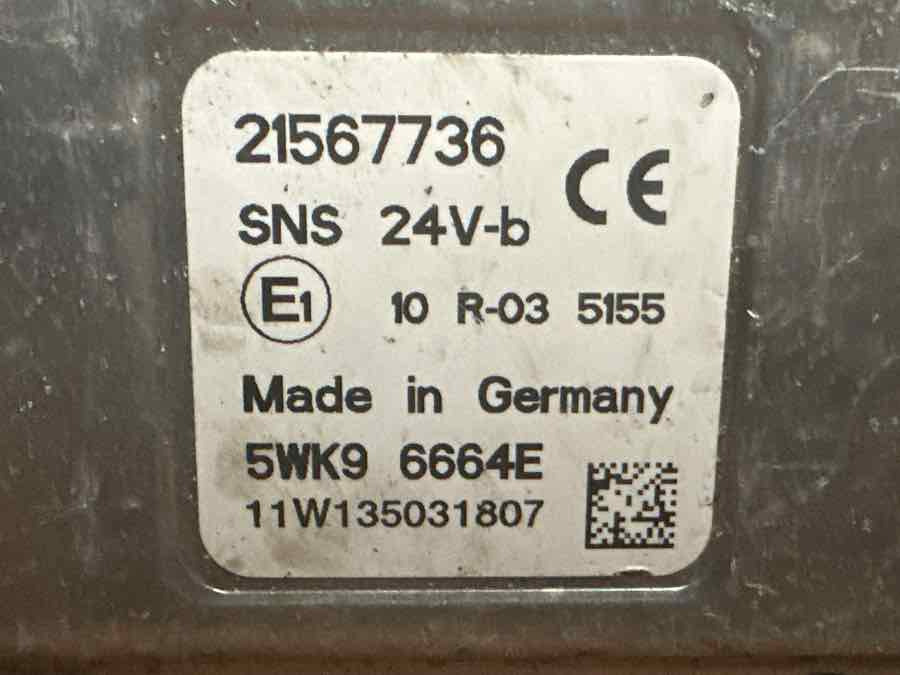 21567736
CE
SNS 24V-b
E1 10 R-03 5155
Made in Germany
5WK9 6664E
11W135031807